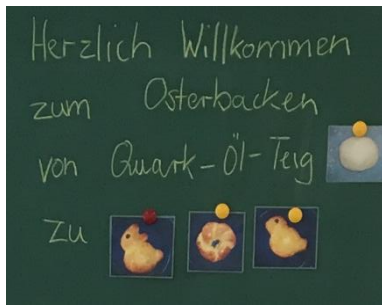 Herzlich Willkommen
zum Osterbacken
von Quark-Öl-Teig
zu